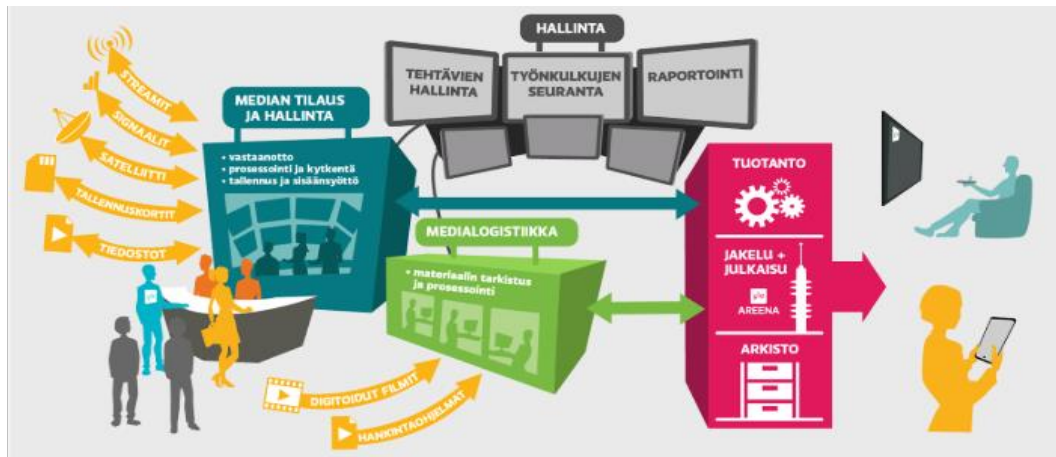 HALLINTA
TEHTÄVIEN
HALLINTA
TYÖNKULKUJEN
SEURANTA
RAPORTOINTI
STREAMIT
SIGNAALIT
SATELLIITTI
TALLENNUSKORTIT
TIEDOSTOT
MEDIAN TILAUS
JA HALLINTA
• vastaanotto
• prosessointi ja kytkentä
• tallennus ja sisäänsyöttö
MEDIALOGISTIIKKA
• materiaalin tarkistus
ja prosessointi
DIGITOIDUT FILMIT
HANKINTAOHJELMAT
TUOTANTO
JAKELU +
JULKAISU
yle
AREENA
ARKISTO